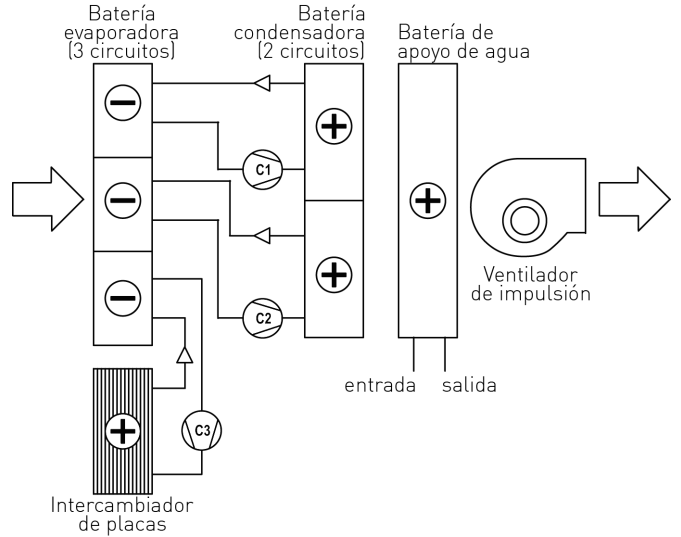 Batería
evaporadora
(3 circuitos)
Batería
condensadora
(2 circuitos)
Batería de
apoyo de agua
C1
C2
C3
Ventilador
de impulsión
entrada
salida
Intercambiador
de placas